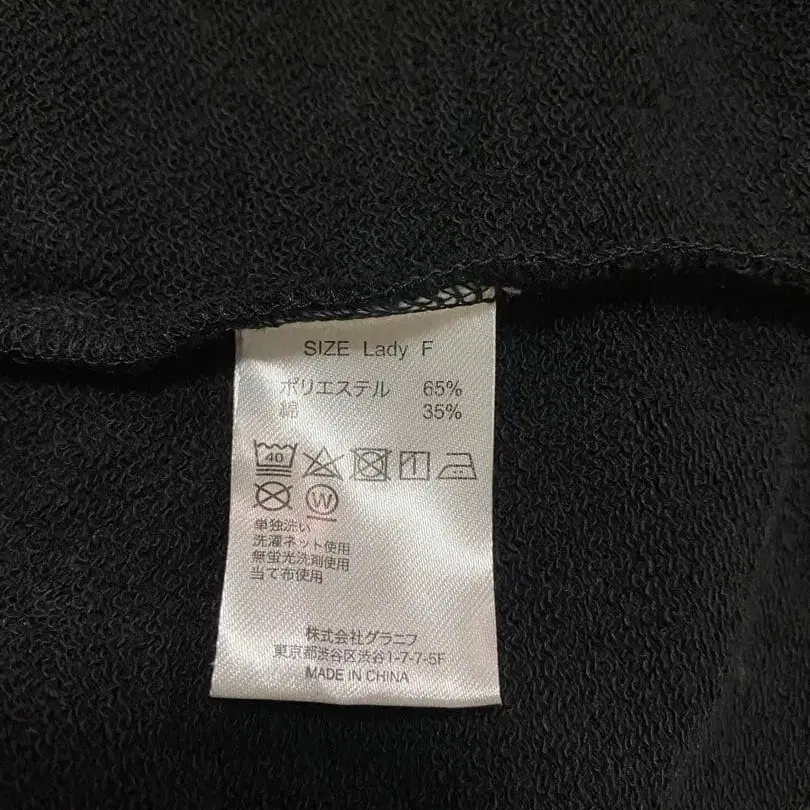 SIZE Lady F
ポリエステル 65%
綿 35%
40
W
単独洗い
洗濯ネット使用
無蛍光洗剤使用
当て布使用
株式会社グラニフ
東京都渋谷区渋谷1-7-7-5F
MADE IN CHINA